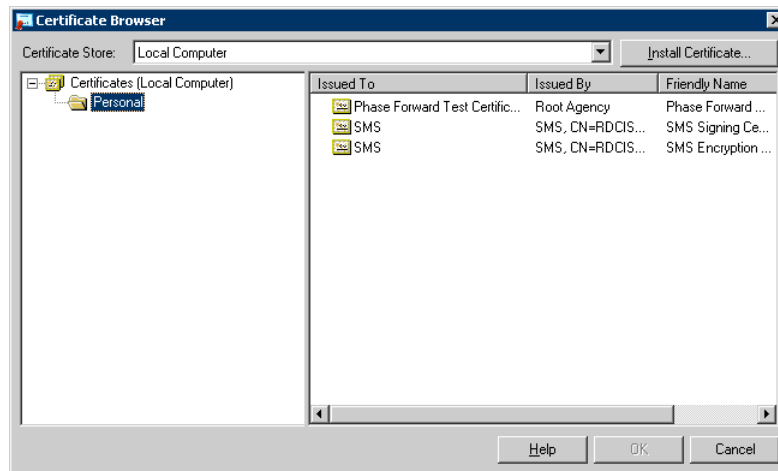 Certificate Browser
Certificate Store: Local Computer Install Certificate...
Certificates (Local Computer)
Personal
Issued To Issued By Friendly Name
Phase Forward Test Certific... Root Agency Phase Forward ...
SMS SMS, CN=RDCIS... SMS Signing Ce...
SMS SMS, CN=RDCIS... SMS Encryption ...
Help OK Cancel